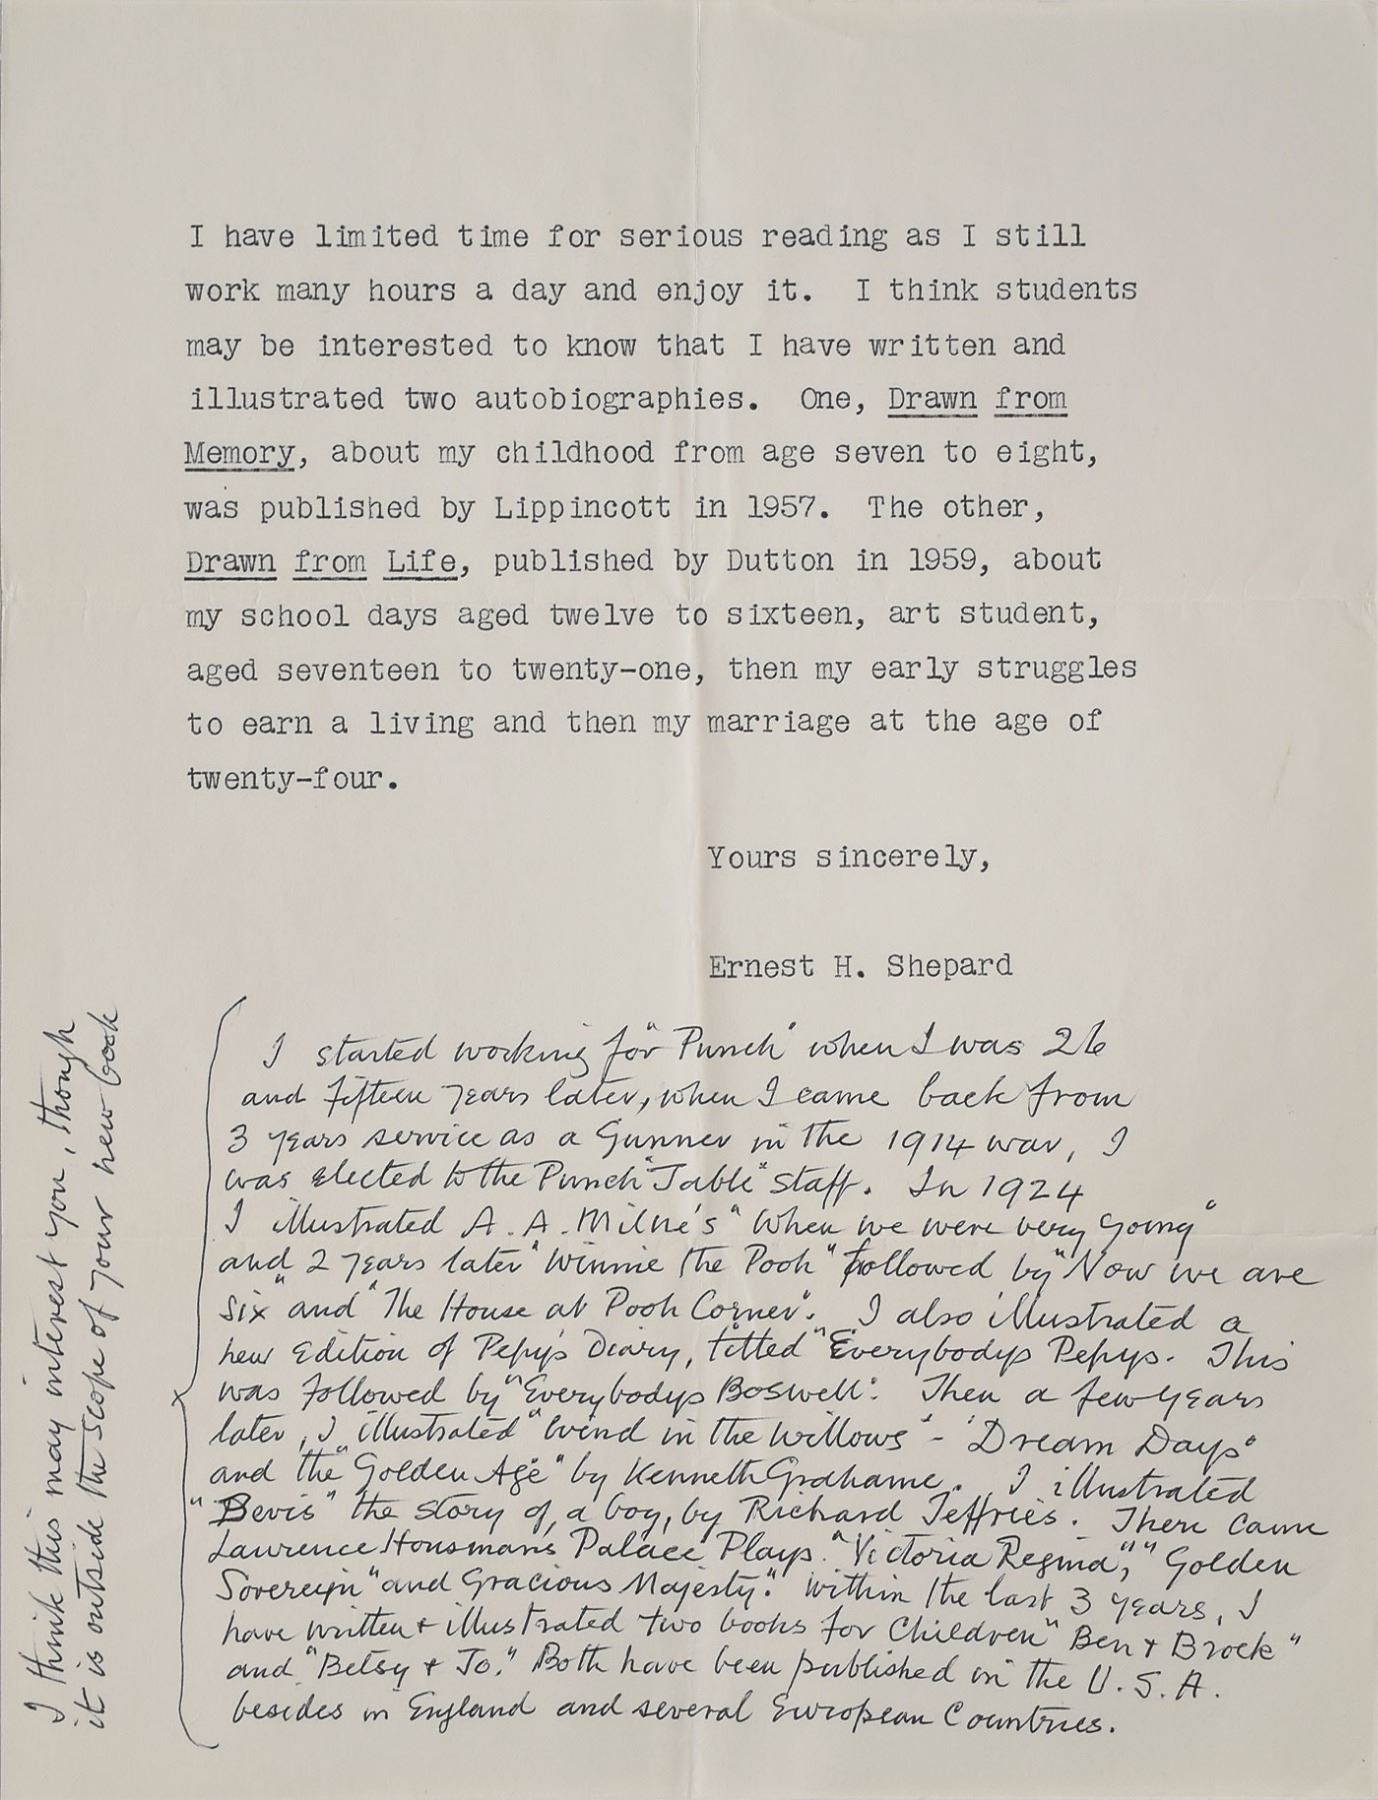 I have limited time for serious reading as I still
work many hours a day and enjoy it. I think students
may be interested to know that I have written and
illustrated two autobiographies. One, Drawn from
Memory, about my childhood from age seven to eight,
was published by Lippincott in 1957. The other,
Drawn from Life, published by Dutton in 1959, about
my school days aged twelve to sixteen, art student,
aged seventeen to twenty-one, then my early struggles
to earn a living and then my marriage at the age of
twenty-four.
Yours sincerely,
Ernest H. Shepard
I started working for "Punch" when I was 26
and fifteen years later, when I came back from
3 years service as a Gunner in the 1914 war, I
was elected to the Punch "Table" staff. In 1924
I illustrated A. A. Milne's "When we were very young"
and 2 years later "Winnie the Pooh" followed by "Now we are
Six" and "The House at Pooh Corner". I also illustrated a
new Edition of Pepy's Diary, titled "Everybodys Pepys. This
was followed by "Everybodys Boswell". Then a few years
later, I illustrated "Wind in the Willows" - "Dream Days"
and the "Golden Age" by Kenneth Grahame. I illustrated
"Bevis" the story of a boy, by Richard Jeffries. Then came
Laurence Housman's Palace Plays. "Victoria Regina", "Golden
Sovereign" and Gracious Majesty." Within the last 3 years, I
have written + illustrated two books for Children "Ben + Brock"
and "Betsy + Jo." Both have been published in the U.S.A.
besides in England and several European Countries.
I think this may interest you, though
it is outside the scope of your new book